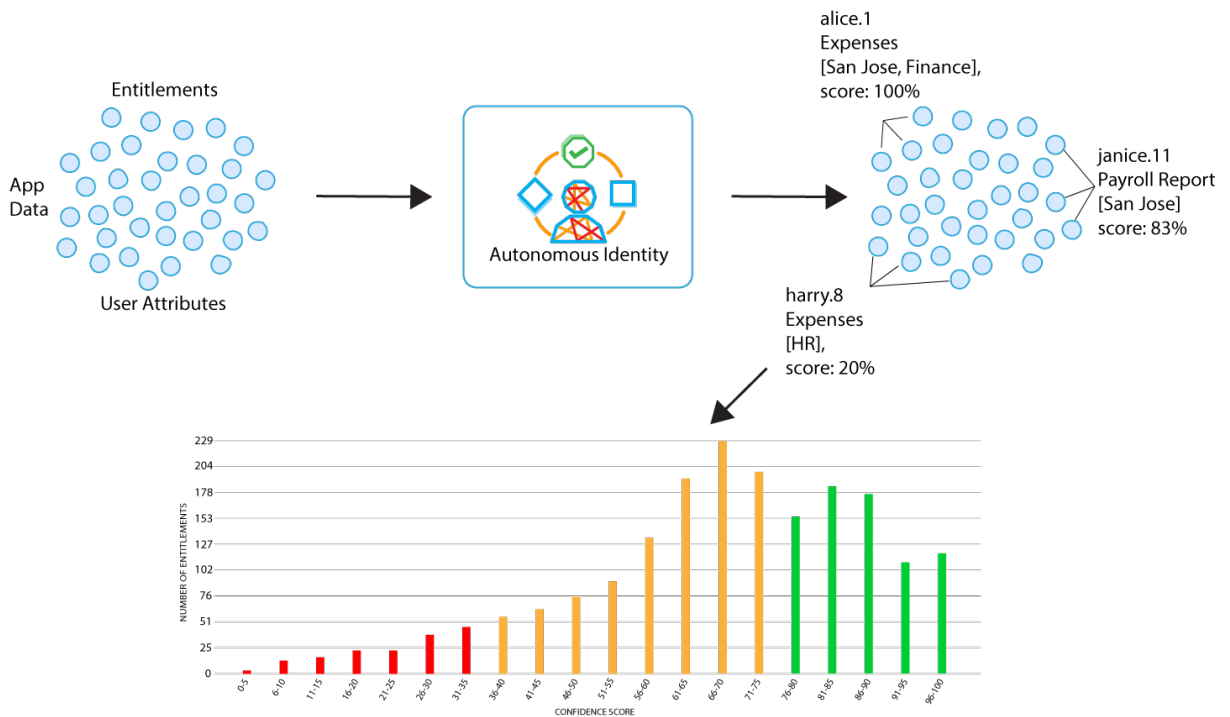 alice.1
Expenses
[San Jose, Finance],
score: 100%
Entitlements
App
Data
User Attributes
Autonomous Identity
janice.11
Payroll Report
[San Jose]
score: 83%
harry.8
Expenses
[HR],
score: 20%
NUMBER OF ENTITLEMENTS
229
204
178
153
127
102
76
51
25
0
0-5
6-10
11-15
16-20
21-25
26-30
31-35
36-40
41-45
46-50
51-55
56-60
61-65
66-70
71-75
76-80
81-85
86-90
91-95
96-100
CONFIDENCE SCORE